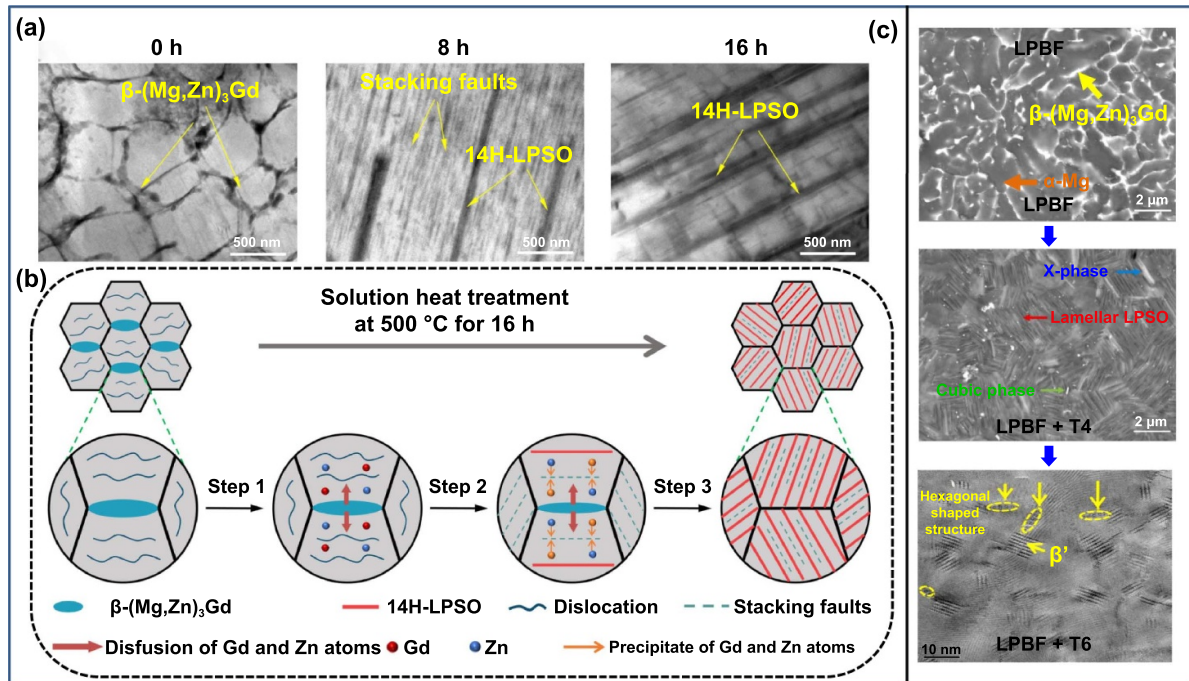 (a)
0 h
8 h
16 h
β-(Mg,Zn)₃Gd
500 nm
Stacking faults
14H-LPSO
500 nm
14H-LPSO
500 nm
(b)
Solution heat treatment
at 500 °C for 16 h
Step 1
Step 2
Step 3
β-(Mg,Zn)₃Gd
14H-LPSO
Dislocation
Stacking faults
Disfusion of Gd and Zn atoms
Gd
Zn
Precipitate of Gd and Zn atoms
(c)
LPBF
β-(Mg,Zn)₃Gd
α-Mg
LPBF
2 μm
X-phase
Lamellar LPSO
Cubic phase
LPBF + T4
2 μm
Hexagonal
shaped
structure
β’
LPBF + T6
10 nm